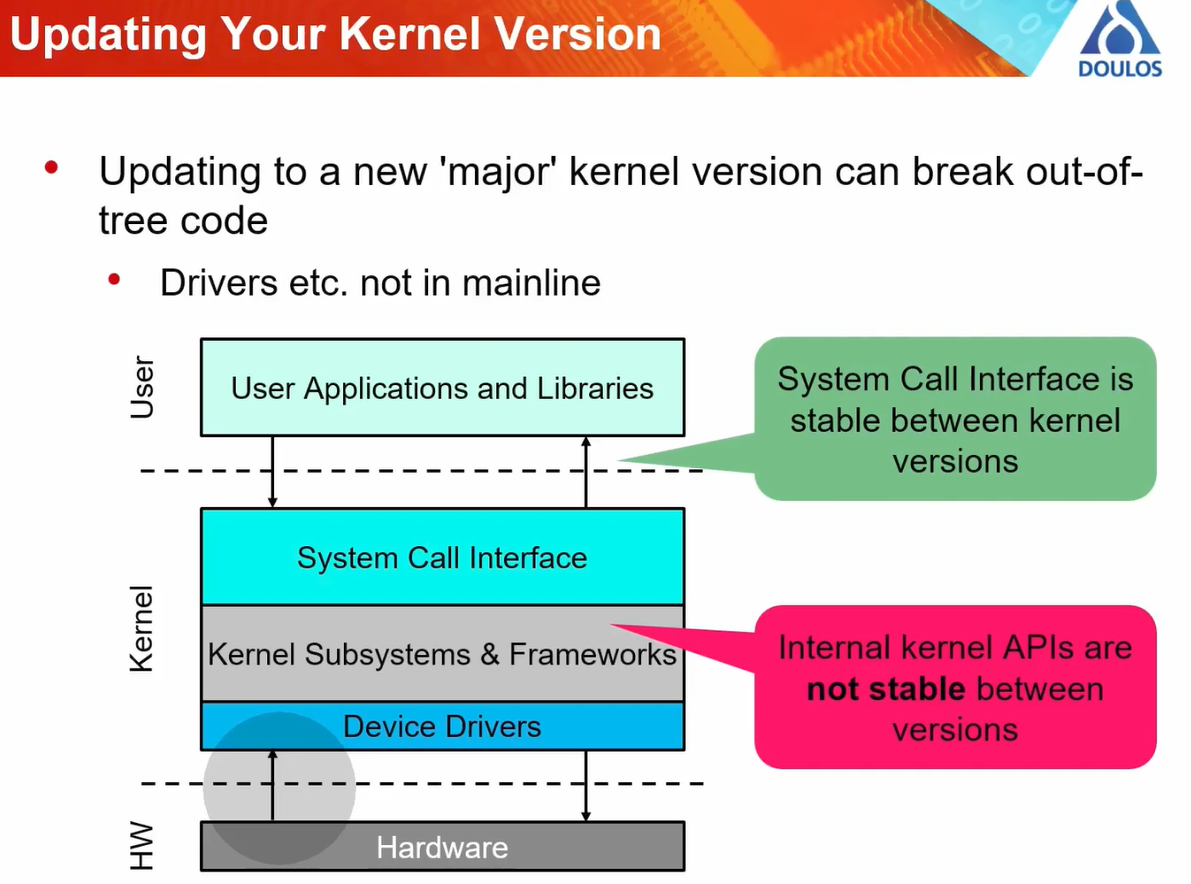 Updating Your Kernel Version
DOULOS
Updating to a new 'major' kernel version can break out-of-
tree code
Drivers etc. not in mainline
User
User Applications and Libraries
System Call Interface is
stable between kernel
versions
Kernel
System Call Interface
Kernel Subsystems & Frameworks
Internal kernel APIs are
not stable between
versions
Device Drivers
HW
Hardware